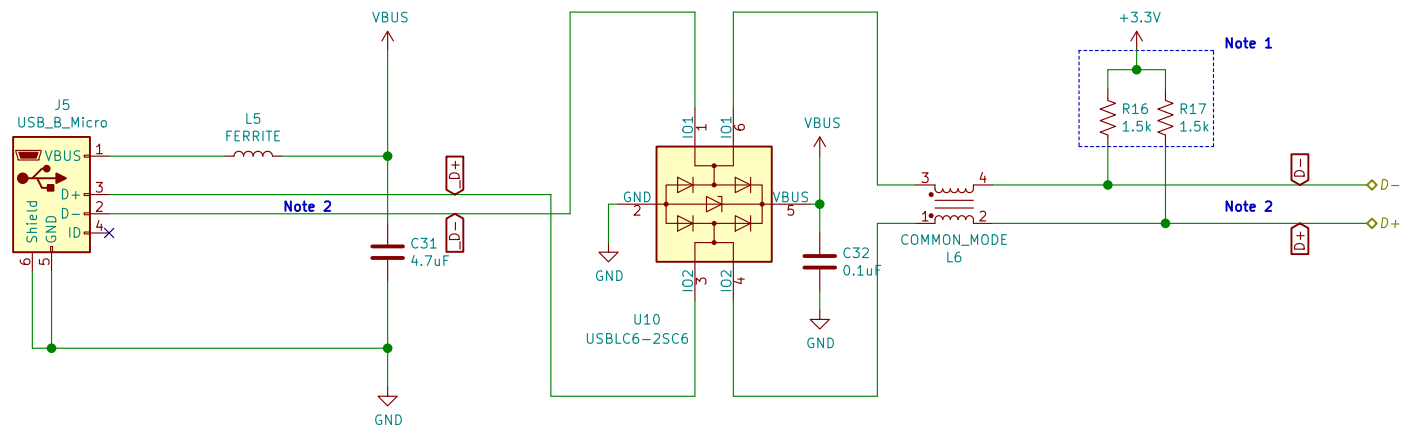 VBUS
+3.3V
Note 1
J5
USB_B_Micro
L5
FERRITE
VBUS
1
D+
3
D-
2
ID
4
Shield
GND
6
5
_D+
_D-
Note 2
C31
4.7uF
GND
IO1
1
IO1
6
GND
2
VBUS
5
IO2
3
IO2
4
GND
U10
USBLC6-2SC6
VBUS
C32
0.1uF
GND
3
4
1
2
COMMON_MODE
L6
R16
1.5k
R17
1.5k
D-
D-
Note 2
D+
D+